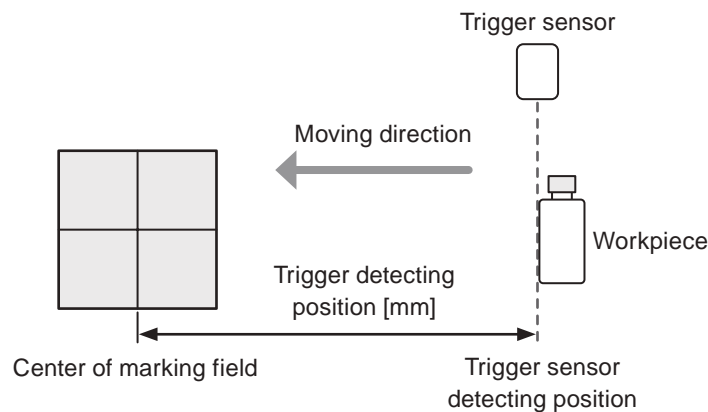 Trigger sensor
Moving direction
Workpiece
Trigger detecting
position [mm]
Center of marking field
Trigger sensor
detecting position